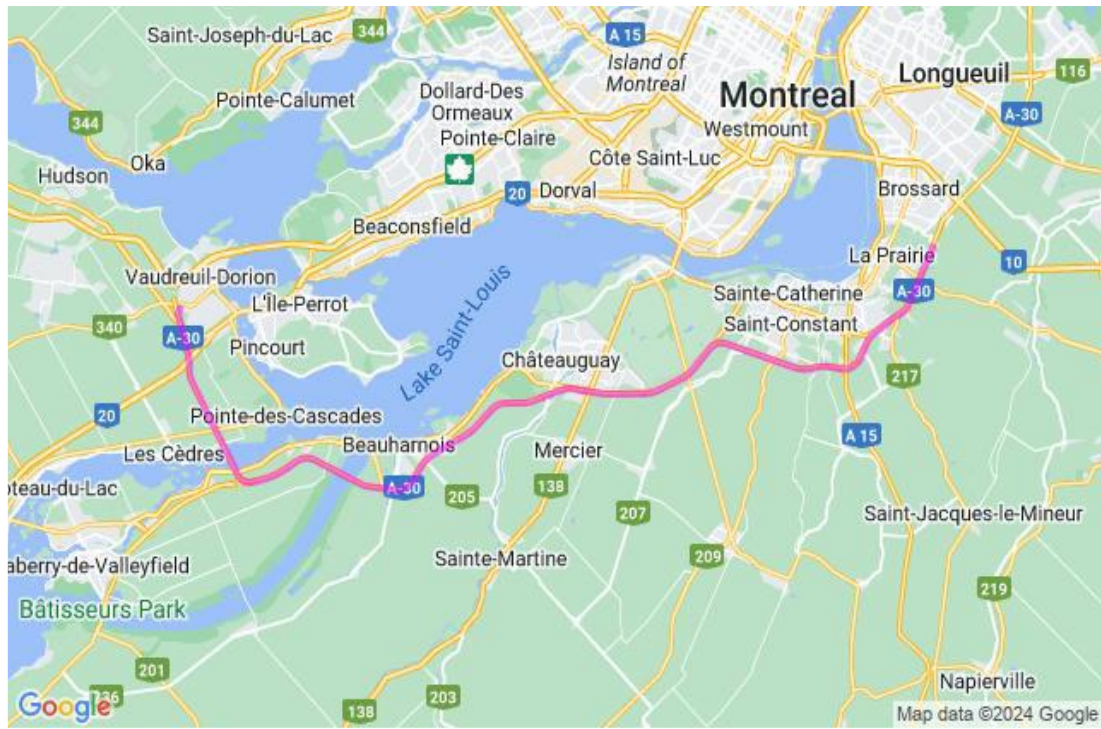 Saint-Joseph-du-Lac
344
A 15
Island of
Montreal
Longueuil
116
Pointe-Calumet
Dollard-Des
Ormeaux
Montreal
A-30
344
Pointe-Claire
Westmount
Oka
Côte Saint-Luc
Hudson
20
Dorval
Brossard
Beaconsfield
La Prairie
10
Vaudreuil-Dorion
L'Île-Perrot
Lake Saint-Louis
Sainte-Catherine
A-30
340
A-30
Pincourt
Saint-Constant
Châteauguay
217
20
Pointe-des-Cascades
Les Cèdres
Beauharnois
Mercier
A 15
oteau-du-Lac
A-30
205
138
207
Saint-Jacques-le-Mineur
aberry-de-Valleyfield
Sainte-Martine
209
219
Bâtisseurs Park
201
Napierville
Google
236
138
203
Map data ©2024 Google